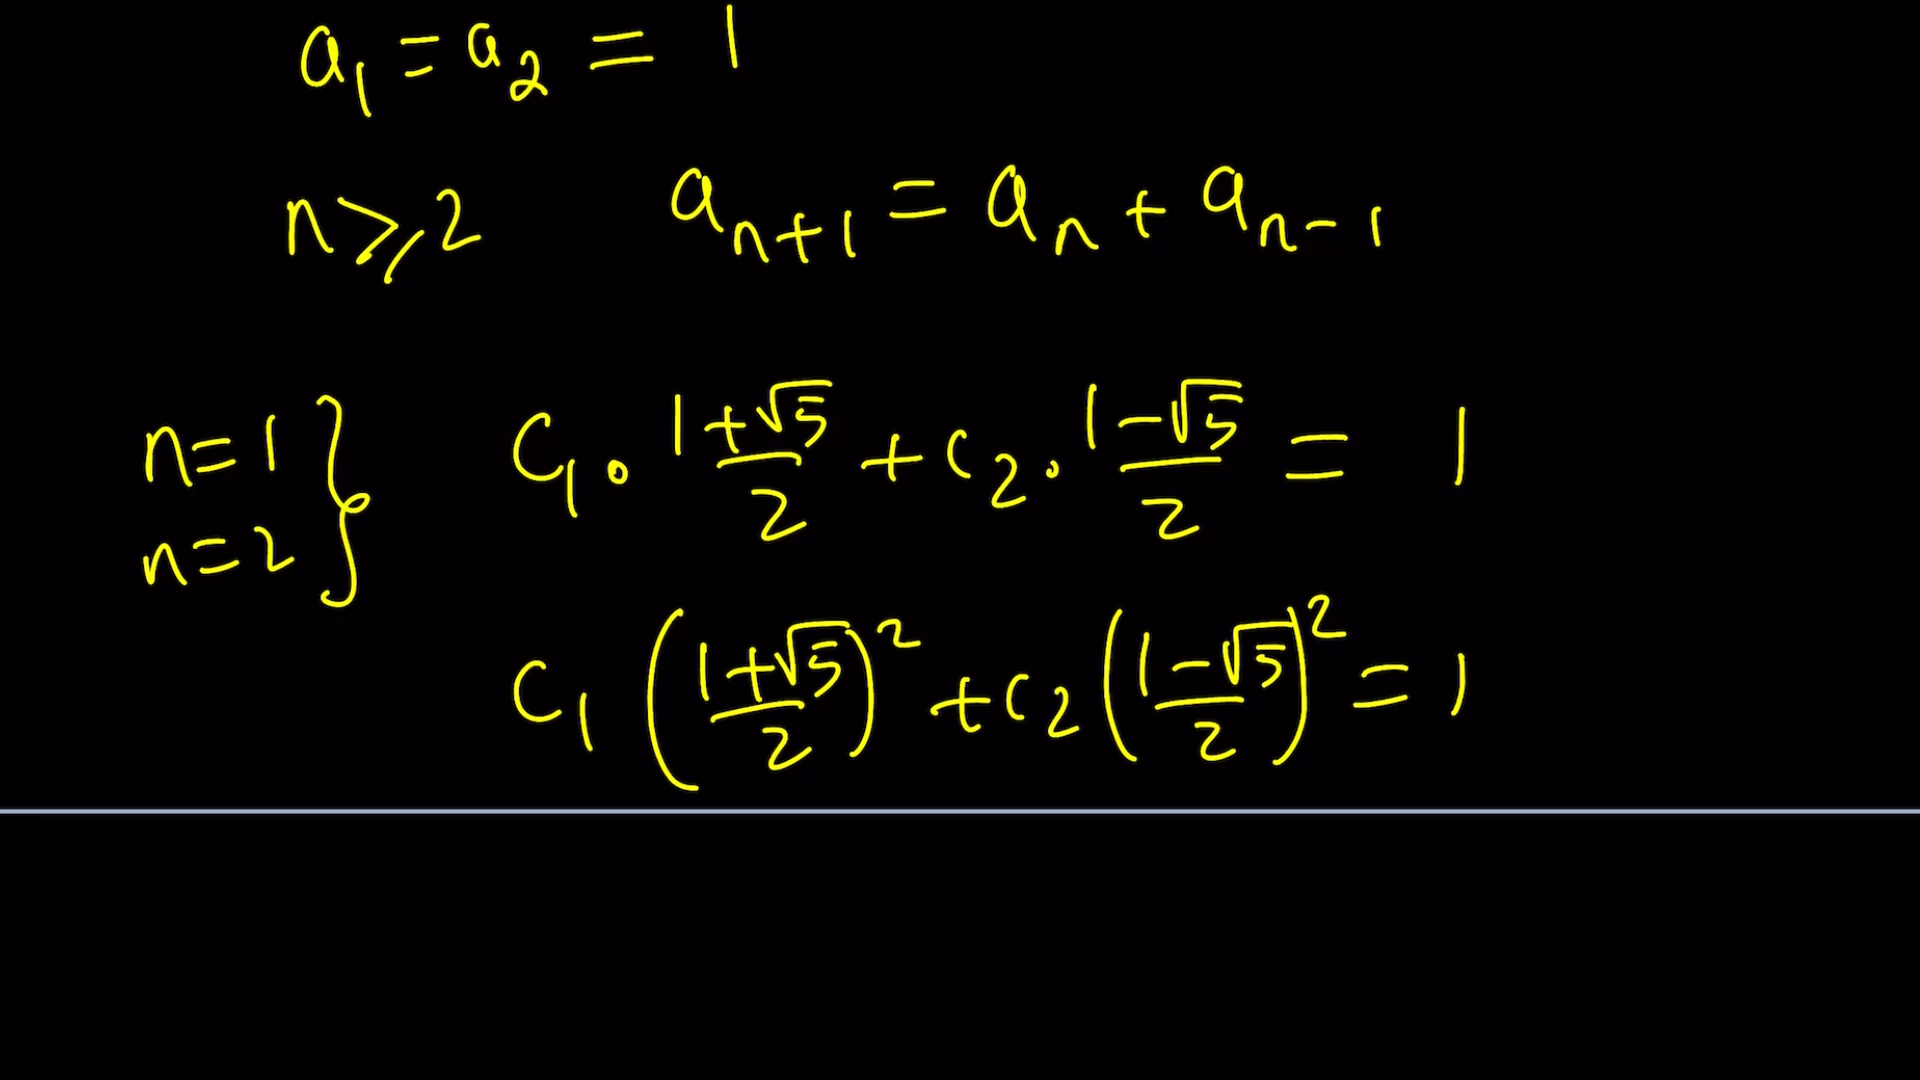 a₁ = a₂ = 1
n ⩾ 2 aₙ₊₁ = aₙ + aₙ₋₁
n = 1 } C₁ · (1+√5)/2 + C₂ · (1-√5)/2 = 1
n = 2 } C₁ ((1+√5)/2)² + C₂ ((1-√5)/2)² = 1